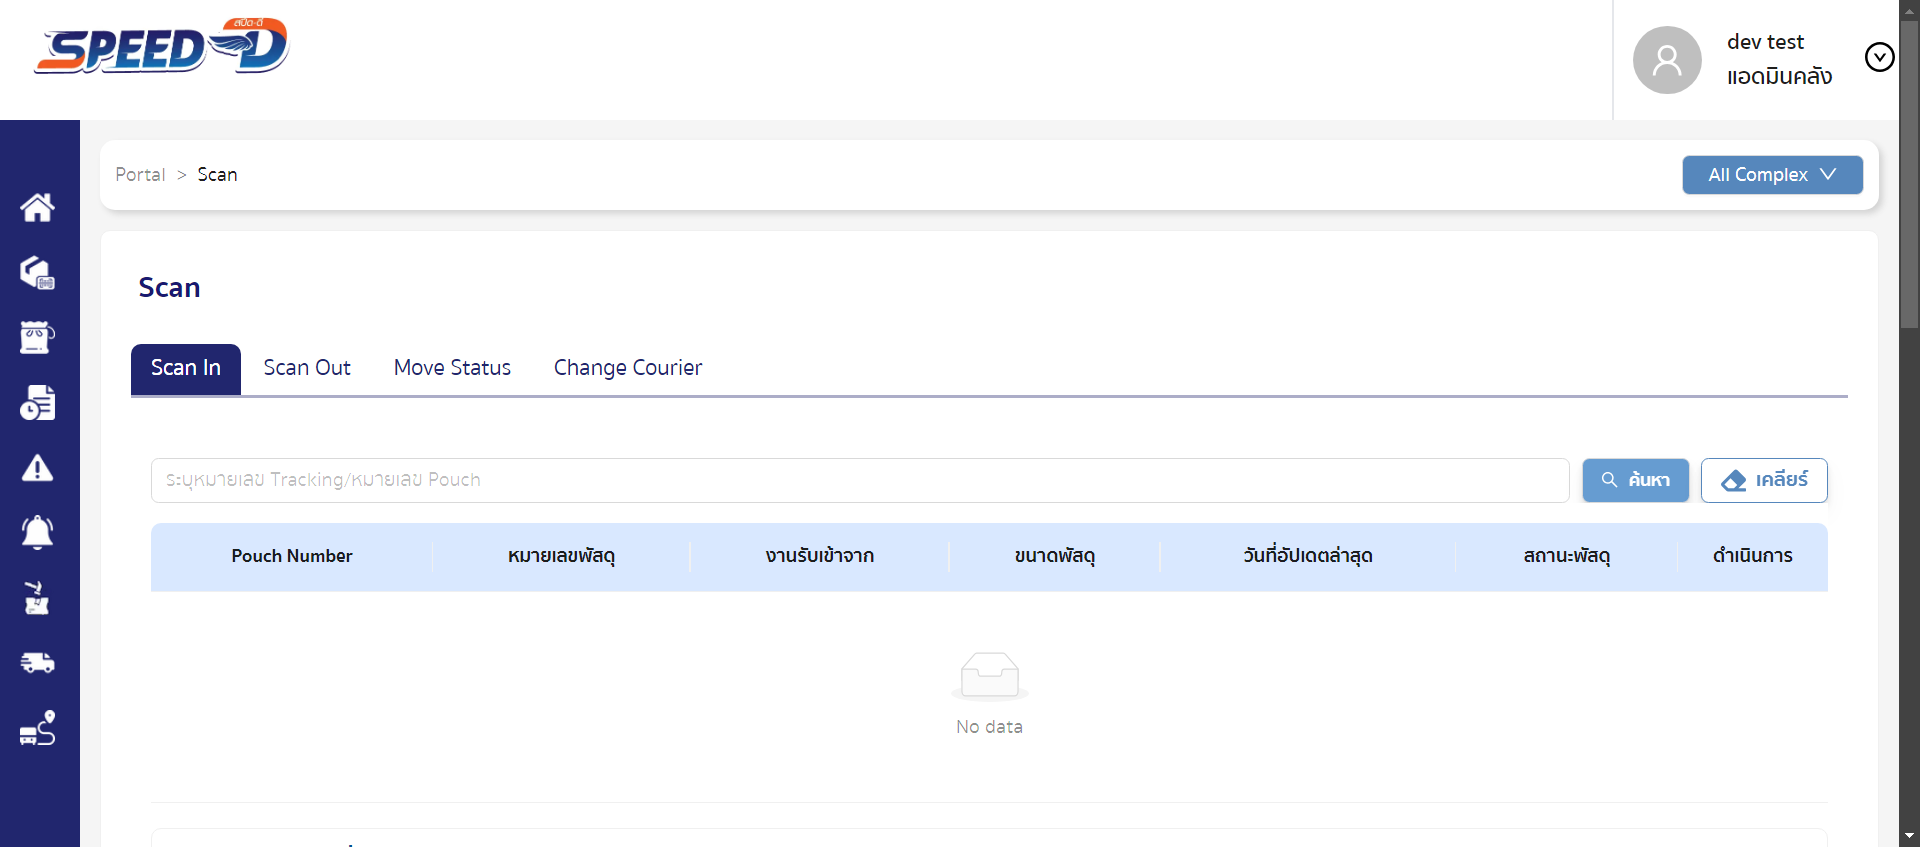 สปีด-ดี
SPEED-D
dev test
แอดมินคลัง
Portal > Scan
All Complex
Scan
Scan In
Scan Out
Move Status
Change Courier
ระบุหมายเลข Tracking/หมายเลข Pouch
ค้นหา
เคลียร์
Pouch Number
หมายเลขพัสดุ
งานรับเข้าจาก
ขนาดพัสดุ
วันที่อัปเดตล่าสุด
สถานะพัสดุ
ดำเนินการ
No data